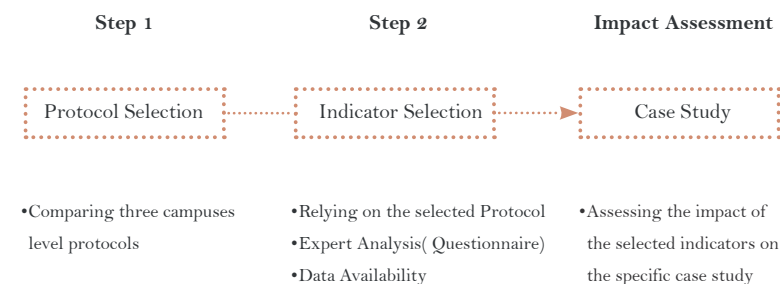 Step 1
Step 2
Impact Assessment
Protocol Selection
Indicator Selection
Case Study
•Comparing three campuses
level protocols
•Relying on the selected Protocol
•Expert Analysis( Questionnaire)
•Data Availability
•Assessing the impact of
the selected indicators on
the specific case study